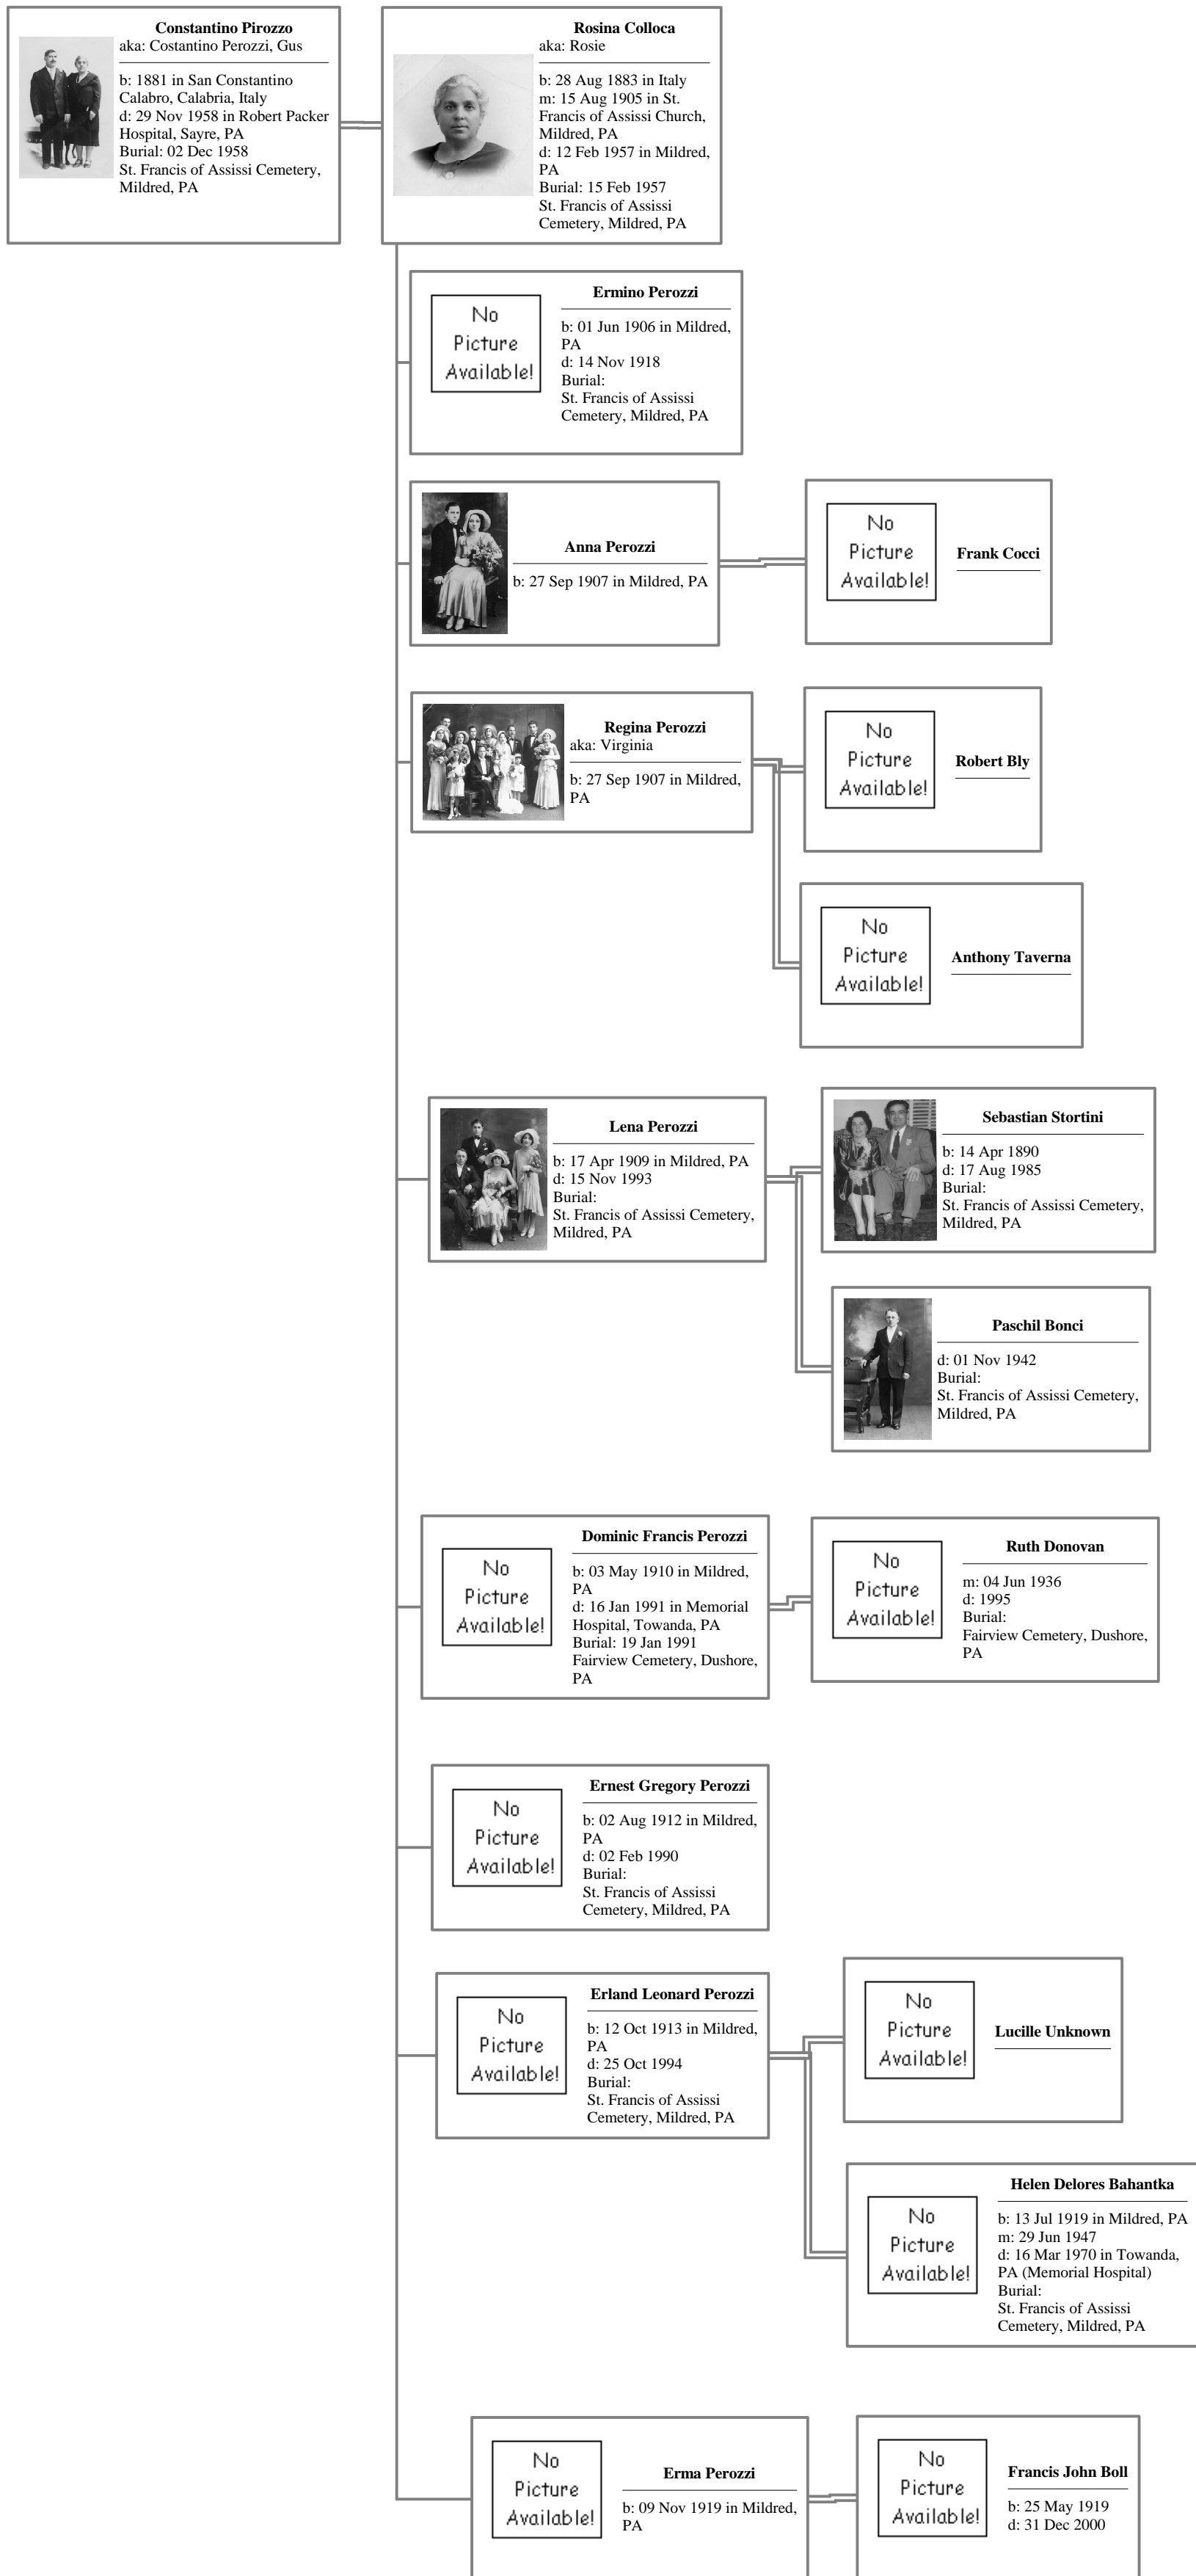 Constantino Pirozzo
aka: Costantino Perozzi, Gus
b: 1881 in San Constantino
Calabro, Calabria, Italy
d: 29 Nov 1958 in Robert Packer
Hospital, Sayre, PA
Burial: 02 Dec 1958
St. Francis of Assissi Cemetery,
Mildred, PA
Rosina Colloca
aka: Rosie
b: 28 Aug 1883 in Italy
m: 15 Aug 1905 in St.
Francis of Assissi Church,
Mildred, PA
d: 12 Feb 1957 in Mildred,
PA
Burial: 15 Feb 1957
St. Francis of Assissi
Cemetery, Mildred, PA
No
Picture
Available!
Ermino Perozzi
b: 01 Jun 1906 in Mildred,
PA
d: 14 Nov 1918
Burial:
St. Francis of Assissi
Cemetery, Mildred, PA
Anna Perozzi
b: 27 Sep 1907 in Mildred, PA
No
Picture
Available!
Frank Cocci
Regina Perozzi
aka: Virginia
b: 27 Sep 1907 in Mildred,
PA
No
Picture
Available!
Robert Bly
No
Picture
Available!
Anthony Taverna
Lena Perozzi
b: 17 Apr 1909 in Mildred, PA
d: 15 Nov 1993
Burial:
St. Francis of Assissi Cemetery,
Mildred, PA
Sebastian Stortini
b: 14 Apr 1890
d: 17 Aug 1985
Burial:
St. Francis of Assissi Cemetery,
Mildred, PA
Paschil Bonci
d: 01 Nov 1942
Burial:
St. Francis of Assissi Cemetery,
Mildred, PA
No
Picture
Available!
Dominic Francis Perozzi
b: 03 May 1910 in Mildred,
PA
d: 16 Jan 1991 in Memorial
Hospital, Towanda, PA
Burial: 19 Jan 1991
Fairview Cemetery, Dushore,
PA
No
Picture
Available!
Ruth Donovan
m: 04 Jun 1936
d: 1995
Burial:
Fairview Cemetery, Dushore,
PA
No
Picture
Available!
Ernest Gregory Perozzi
b: 02 Aug 1912 in Mildred,
PA
d: 02 Feb 1990
Burial:
St. Francis of Assissi
Cemetery, Mildred, PA
No
Picture
Available!
Erland Leonard Perozzi
b: 12 Oct 1913 in Mildred,
PA
d: 25 Oct 1994
Burial:
St. Francis of Assissi
Cemetery, Mildred, PA
No
Picture
Available!
Lucille Unknown
No
Picture
Available!
Helen Delores Bahantka
b: 13 Jul 1919 in Mildred, PA
m: 29 Jun 1947
d: 16 Mar 1970 in Towanda,
PA (Memorial Hospital)
Burial:
St. Francis of Assissi
Cemetery, Mildred, PA
No
Picture
Available!
Erma Perozzi
b: 09 Nov 1919 in Mildred,
PA
No
Picture
Available!
Francis John Boll
b: 25 May 1919
d: 31 Dec 2000